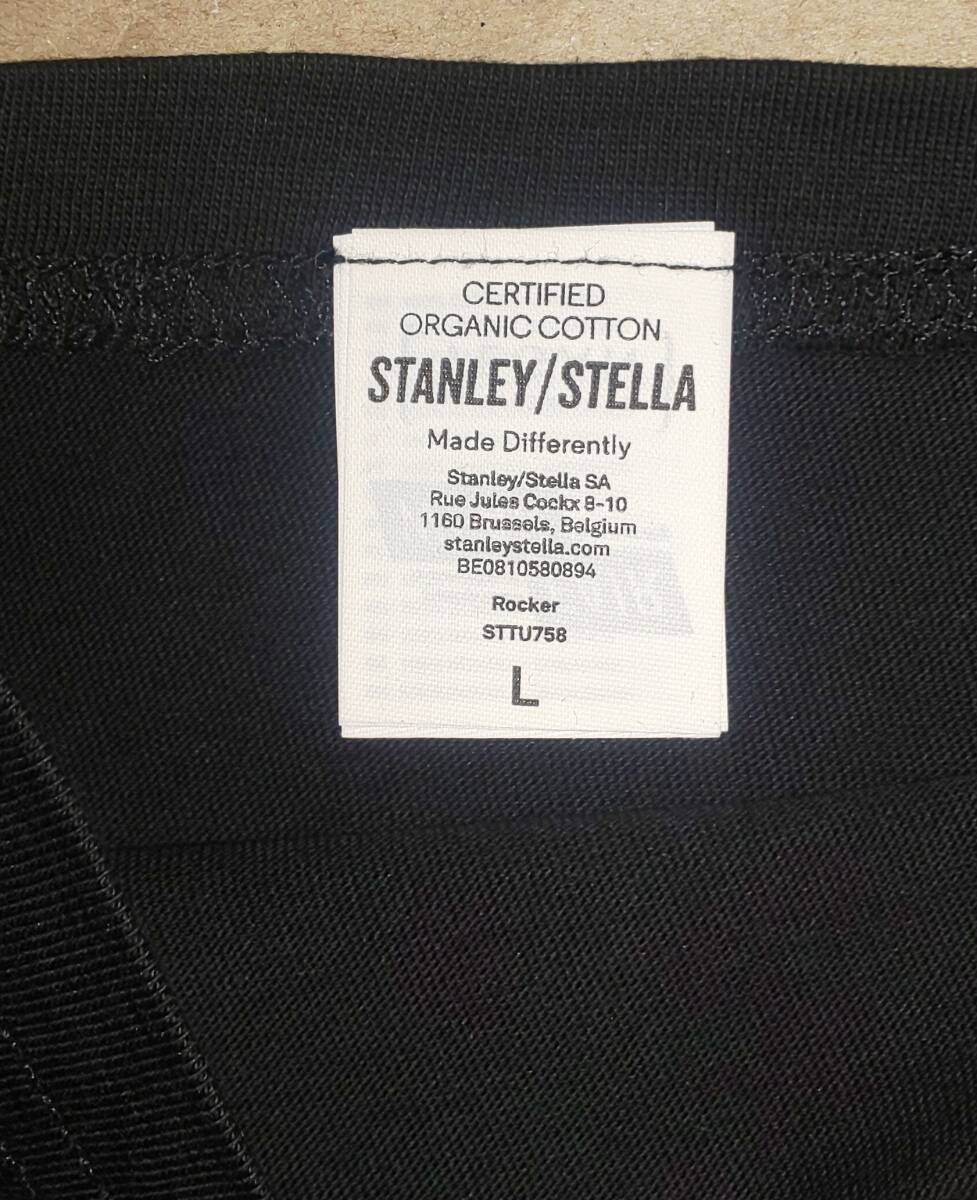 CERTIFIED
ORGANIC COTTON
STANLEY/STELLA
Made Differently
Stanley/Stella SA
Rue Jules Cockx 8-10
1160 Brussels, Belgium
stanleystella.com
BE0810580894
Rocker
STTU758
L